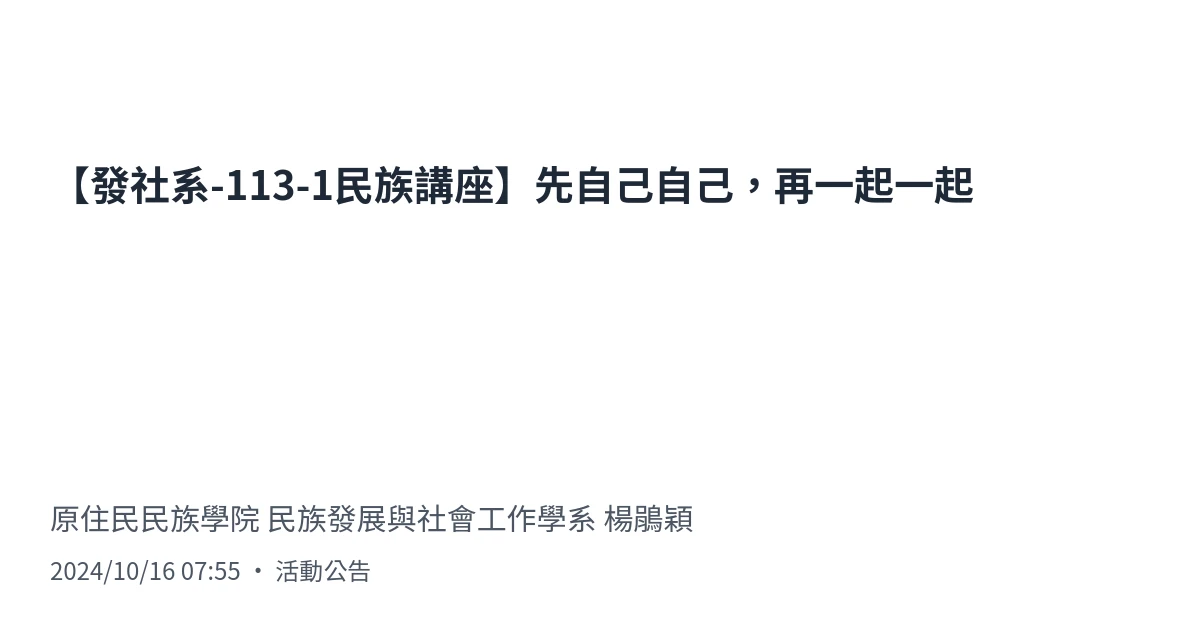 【發社系-113-1民族講座】先自己自己，再一起一起
原住民民族學院 民族發展與社會工作學系 楊鵑穎
2024/10/16 07:55 • 活動公告